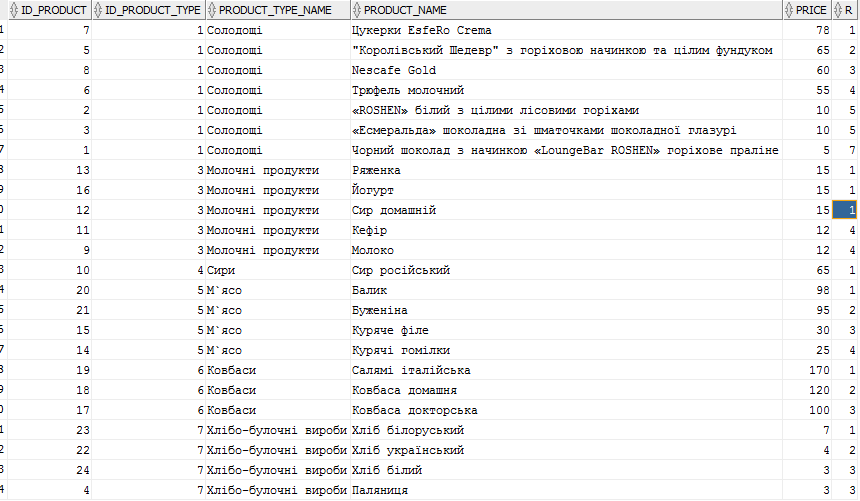 ID_PRODUCT ID_PRODUCT_TYPE PRODUCT_TYPE_NAME PRODUCT_NAME PRICE R
1 7 1 Солодощі Цукерки EsfeRo Crema 78 1
2 5 1 Солодощі "Королівський Шедевр" з горіховою начинкою та цілим фундуком 65 2
3 8 1 Солодощі Nescafe Gold 60 3
4 6 1 Солодощі Трюфель молочний 55 4
5 2 1 Солодощі «ROSHEN» білий з цілими лісовими горіхами 10 5
6 3 1 Солодощі «Есмеральда» шоколадна зі шматочками шоколадної глазурі 10 5
7 1 1 Солодощі Чорний шоколад з начинкою «LoungeBar ROSHEN» горіхове праліне 5 7
8 13 3 Молочні продукти Ряженка 15 1
9 16 3 Молочні продукти Йогурт 15 1
0 12 3 Молочні продукти Сир домашній 15 1
1 11 3 Молочні продукти Кефір 12 4
2 9 3 Молочні продукти Молоко 12 4
3 10 4 Сири Сир російський 65 1
4 20 5 М`ясо Балик 98 1
5 21 5 М`ясо Буженіна 95 2
6 15 5 М`ясо Куряче філе 30 3
7 14 5 М`ясо Курячі гомілки 25 4
8 19 6 Ковбаси Салямі італійська 170 1
9 18 6 Ковбаси Ковбаса домашня 120 2
0 17 6 Ковбаси Ковбаса докторська 100 3
1 23 7 Хлібо-булочні вироби Хліб білоруський 7 1
2 22 7 Хлібо-булочні вироби Хліб український 4 2
3 24 7 Хлібо-булочні вироби Хліб білий 3 3
4 4 7 Хлібо-булочні вироби Паляниця 3 3